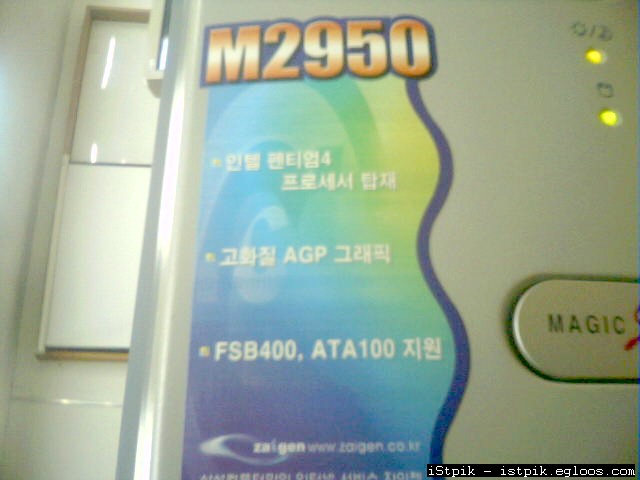 M2950
인텔 펜티엄4
프로세서 탑재
고화질 AGP 그래픽
FSB400, ATA100 지원
MAGIC
zaigen www.zaigen.co.kr
iStpik - istpik.egloos.com